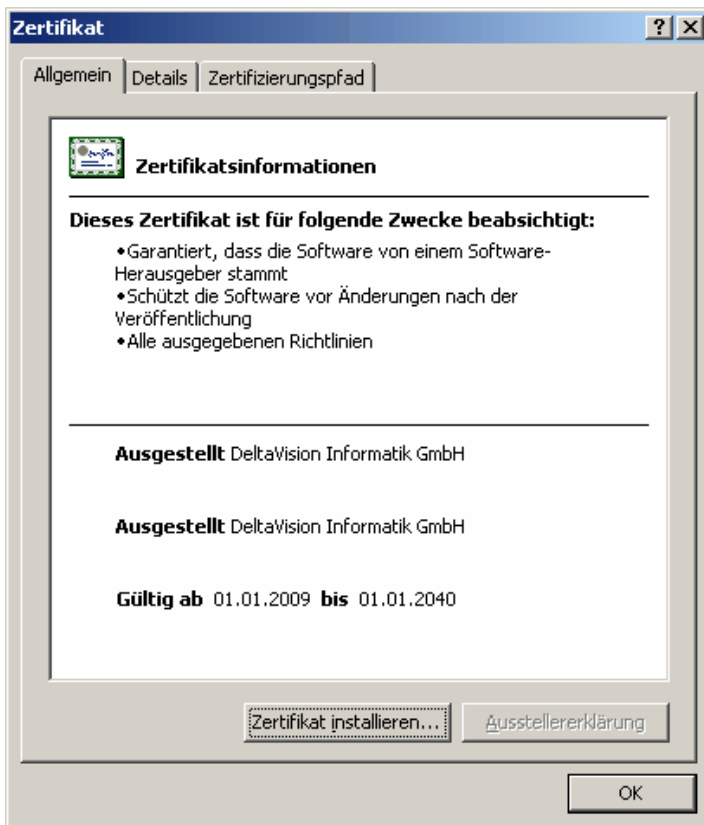 Zertifikat
Allgemein Details Zertifizierungspfad
Zertifikatsinformationen
Dieses Zertifikat ist für folgende Zwecke beabsichtigt:
•Garantiert, dass die Software von einem Software-
Herausgeber stammt
•Schützt die Software vor Änderungen nach der
Veröffentlichung
•Alle ausgegebenen Richtlinien
Ausgestellt DeltaVision Informatik GmbH
Ausgestellt DeltaVision Informatik GmbH
Gültig ab 01.01.2009 bis 01.01.2040
Zertifikat installieren... Ausstellererklärung
OK